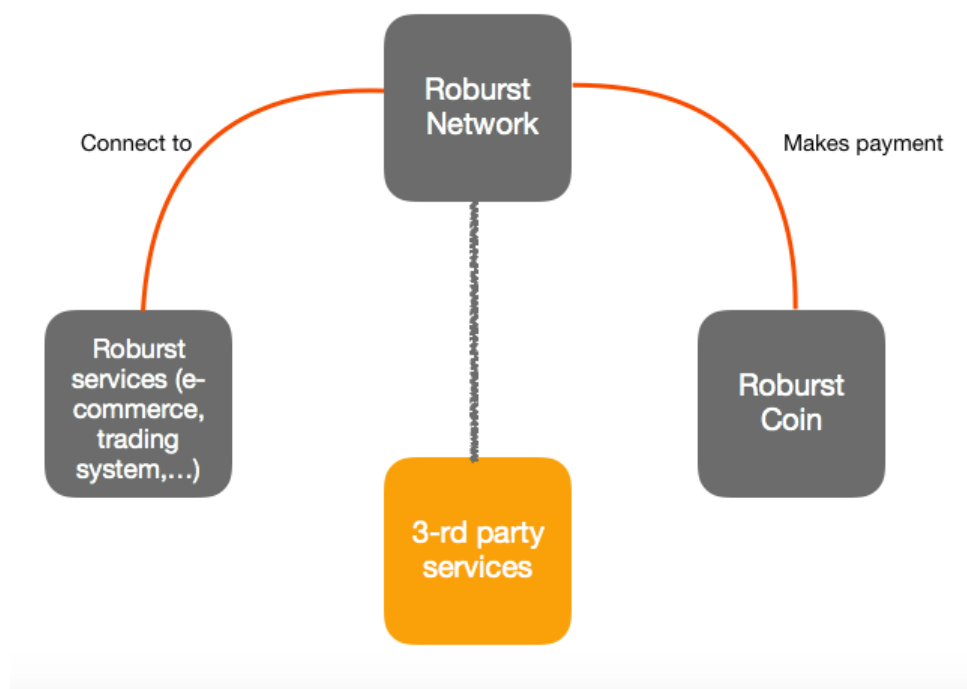 Roburst
Network
Connect to
Makes payment
Roburst
services (e-
commerce,
trading
system,...)
Roburst
Coin
3-rd party
services